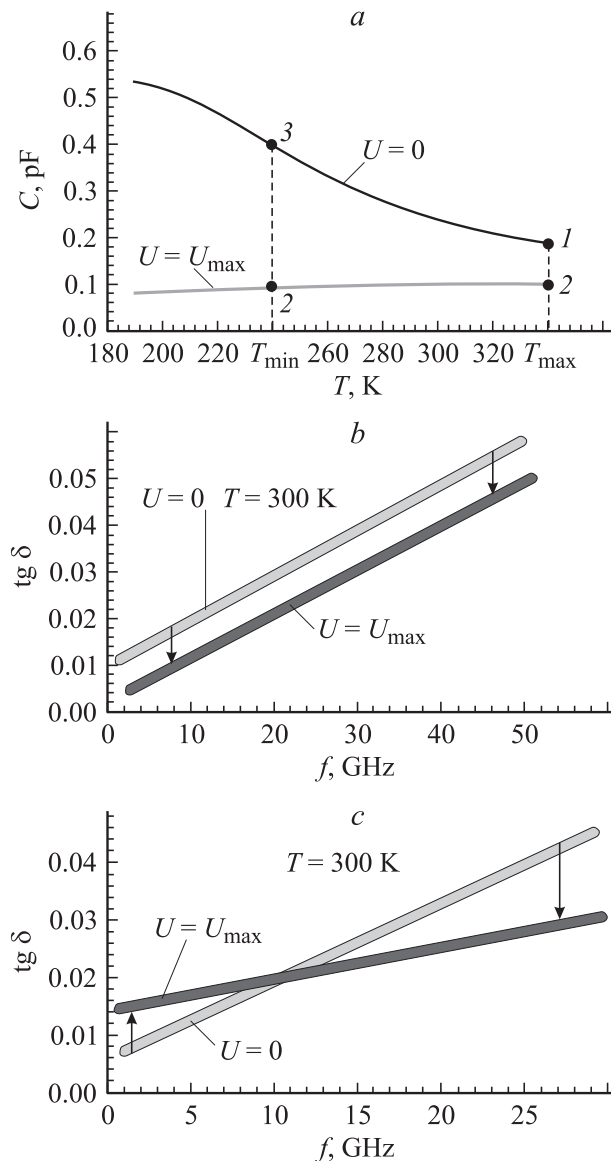 a
0.6
0.5
0.4
0.3
0.2
0.1
0.0
C, pF
3
U = 0
1
U = Umax
2
2
180 200 220 Tmin 260 280 300 320 Tmax
T, K
b
0.05
0.04
0.03
0.02
0.01
0.00
tg δ
U = 0 T = 300 K
U = Umax
0 10 20 30 40 50
f, GHz
c
0.04
0.03
0.02
0.01
0.00
tg δ
T = 300 K
U = Umax
U = 0
0 5 10 15 20 25
f, GHz